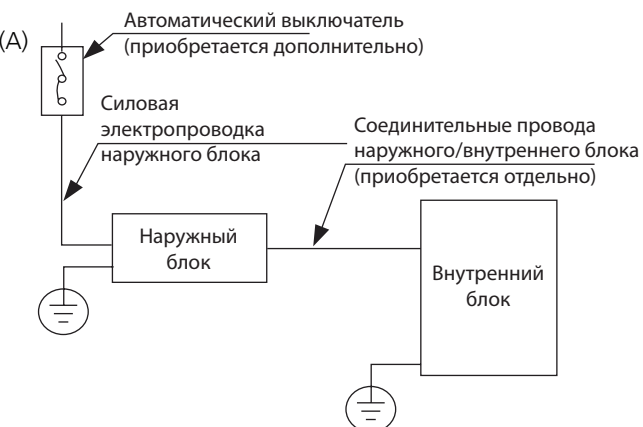 (A)
Автоматический выключатель
(приобретается дополнительно)
Силовая
электропроводка
наружного блока
Соединительные провода
наружного/внутреннего блока
(приобретается отдельно)
Наружный
блок
Внутренний
блок